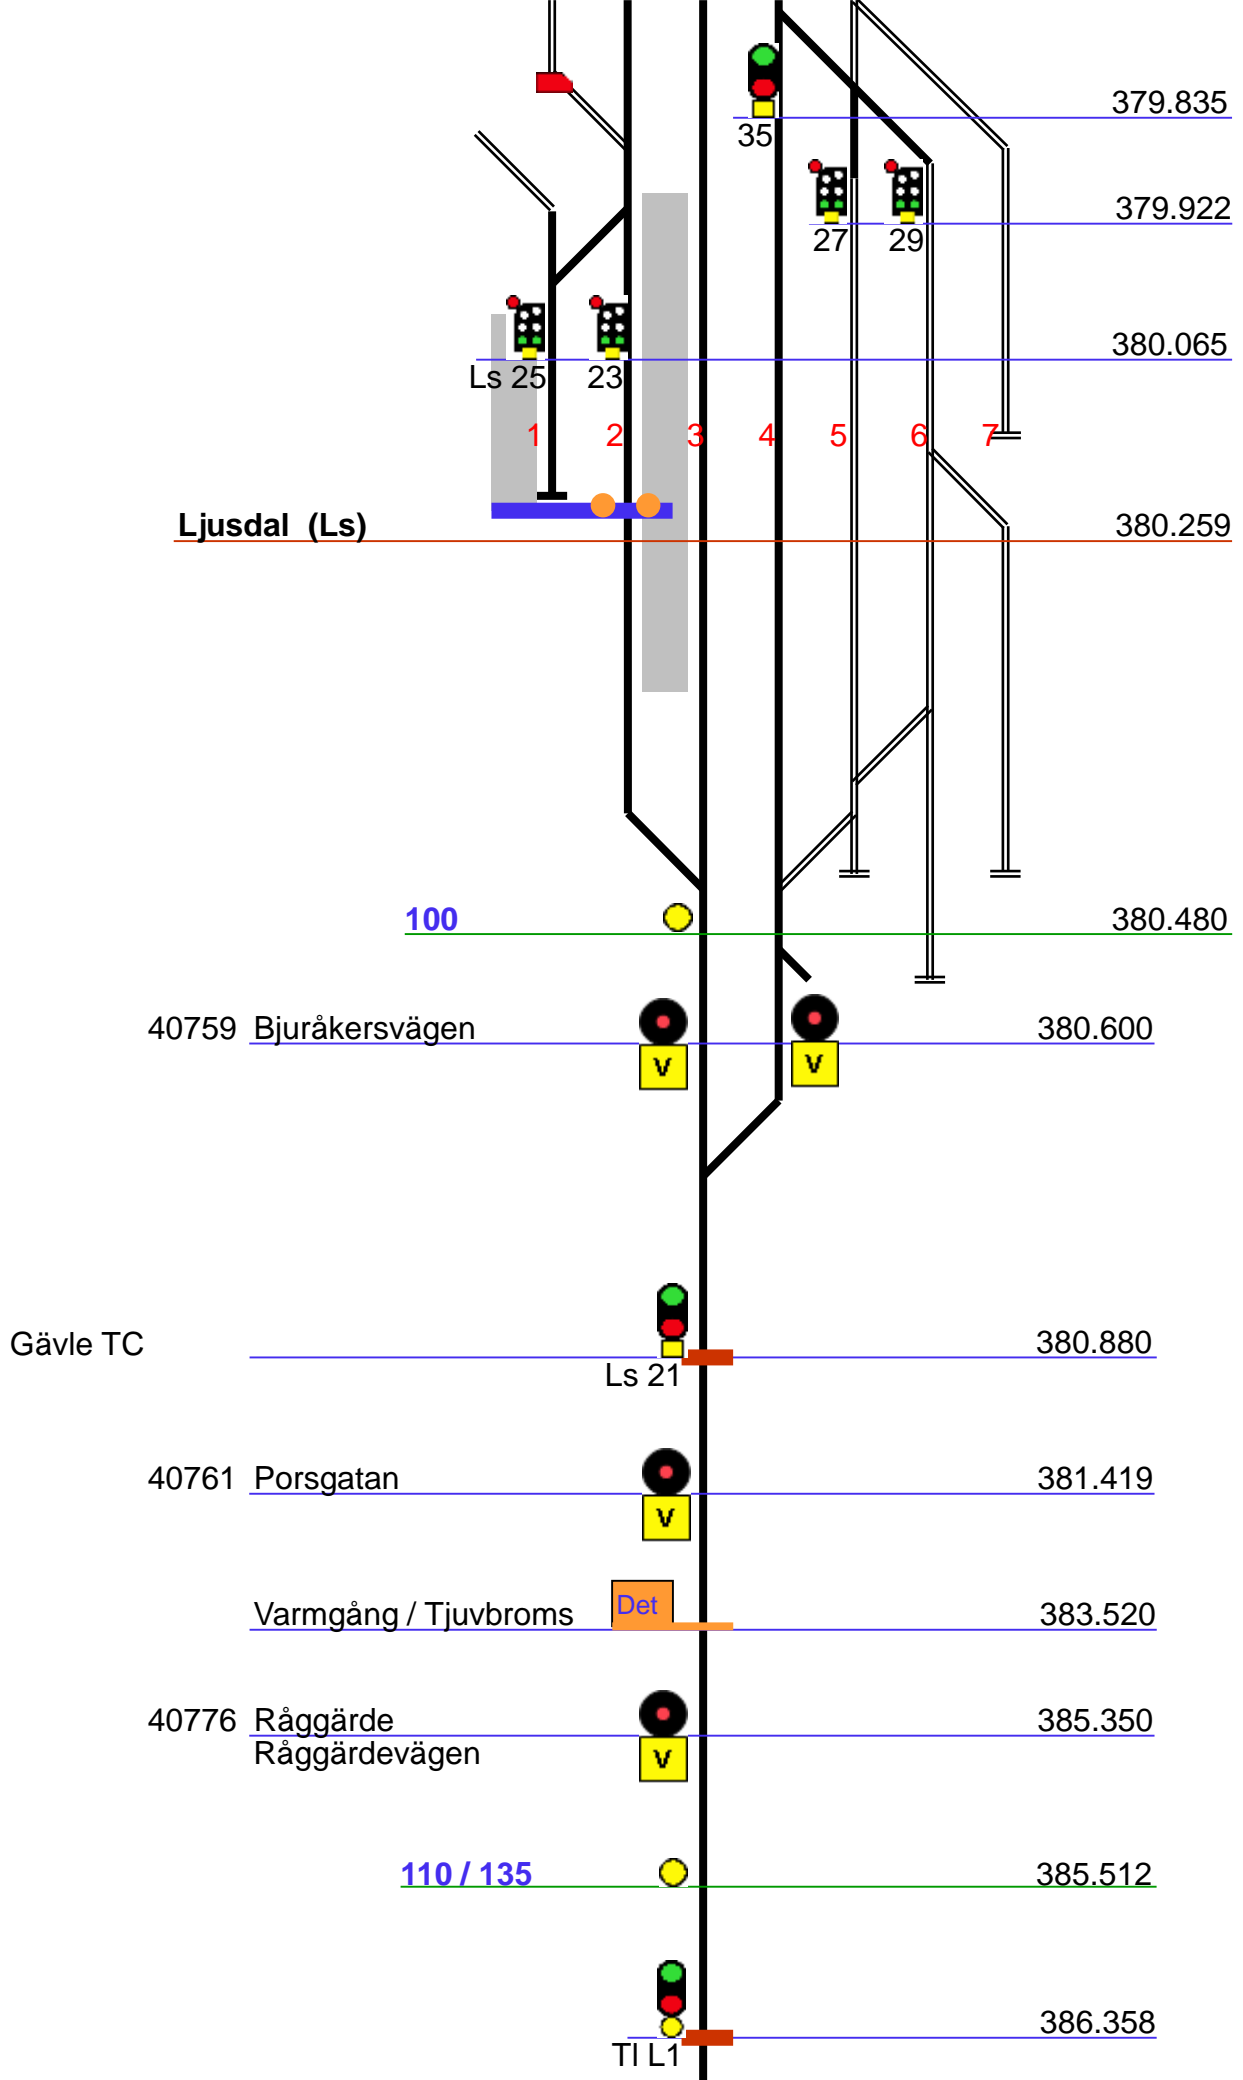 379.835
35
379.922
27 29
380.065
Ls 25 23
1 2 3 4 5 6 7
Ljusdal (Ls) 380.259
100 380.480
40759 Bjuråkersvägen 380.600
V V
Gävle TC 380.880
Ls 21
40761 Porsgatan 381.419
V
Varmgång / Tjuvbroms Det 383.520
40776 Råggärde 385.350
Råggärdevägen
V
110 / 135 385.512
386.358
Tl L1